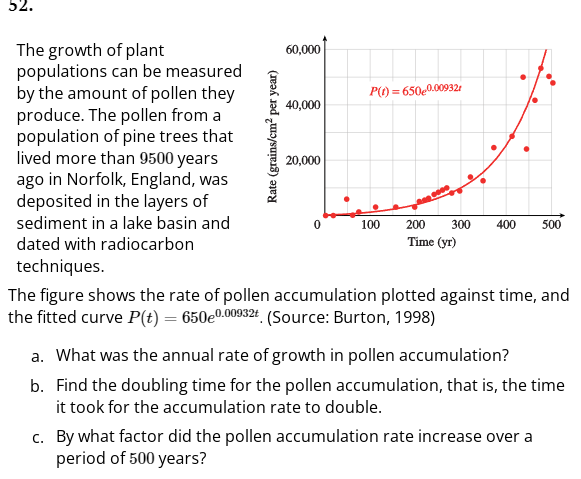 52.
The growth of plant
populations can be measured
by the amount of pollen they
produce. The pollen from a
population of pine trees that
lived more than 9500 years
ago in Norfolk, England, was
deposited in the layers of
sediment in a lake basin and
dated with radiocarbon
techniques.
60,000
40,000
20,000
Rate (grains/cm² per year)
P(t) = 650e^0.00932t
0 100 200 300 400 500
Time (yr)
The figure shows the rate of pollen accumulation plotted against time, and
the fitted curve P(t) = 650e^0.00932t. (Source: Burton, 1998)
a. What was the annual rate of growth in pollen accumulation?
b. Find the doubling time for the pollen accumulation, that is, the time
it took for the accumulation rate to double.
c. By what factor did the pollen accumulation rate increase over a
period of 500 years?